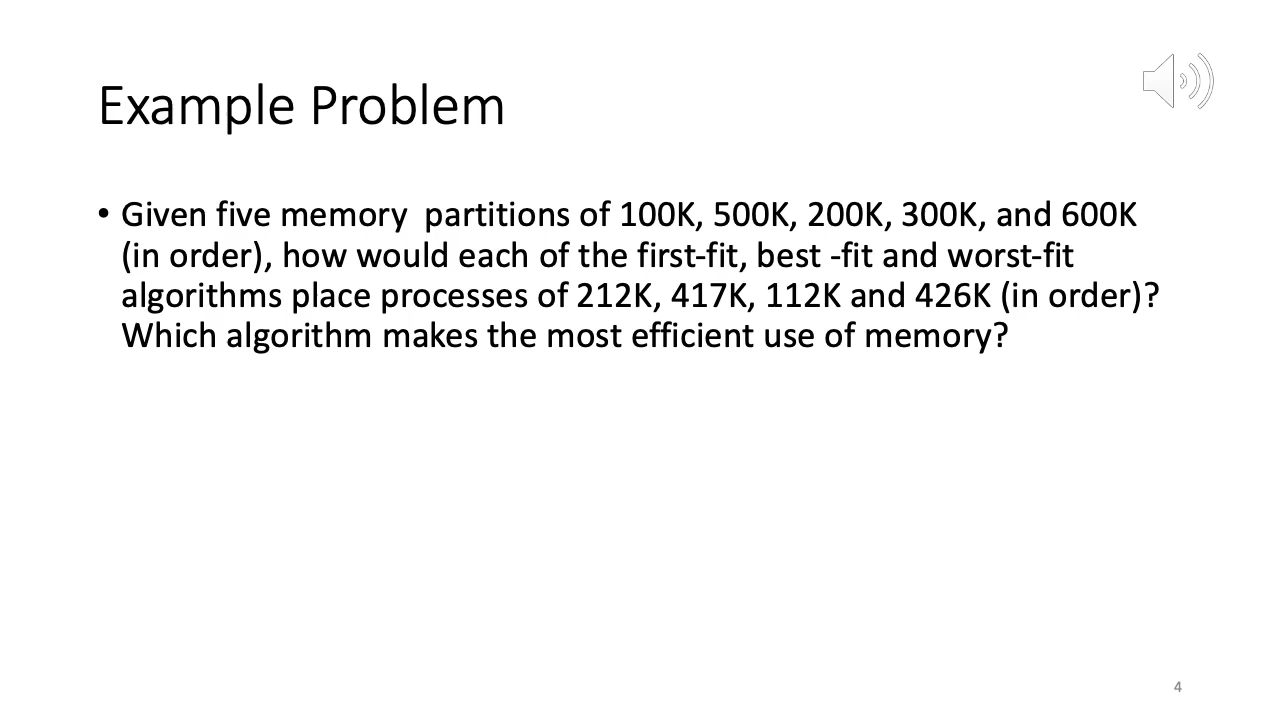 Example Problem
• Given five memory  partitions of 100K, 500K, 200K, 300K, and 600K
(in order), how would each of the first-fit, best -fit and worst-fit
algorithms place processes of 212K, 417K, 112K and 426K (in order)?
Which algorithm makes the most efficient use of memory?
4